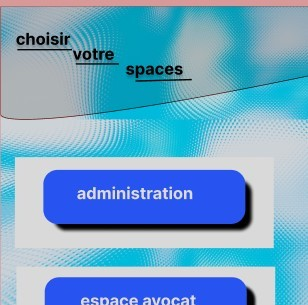 choisir
votre
spaces
administration
espace avocat